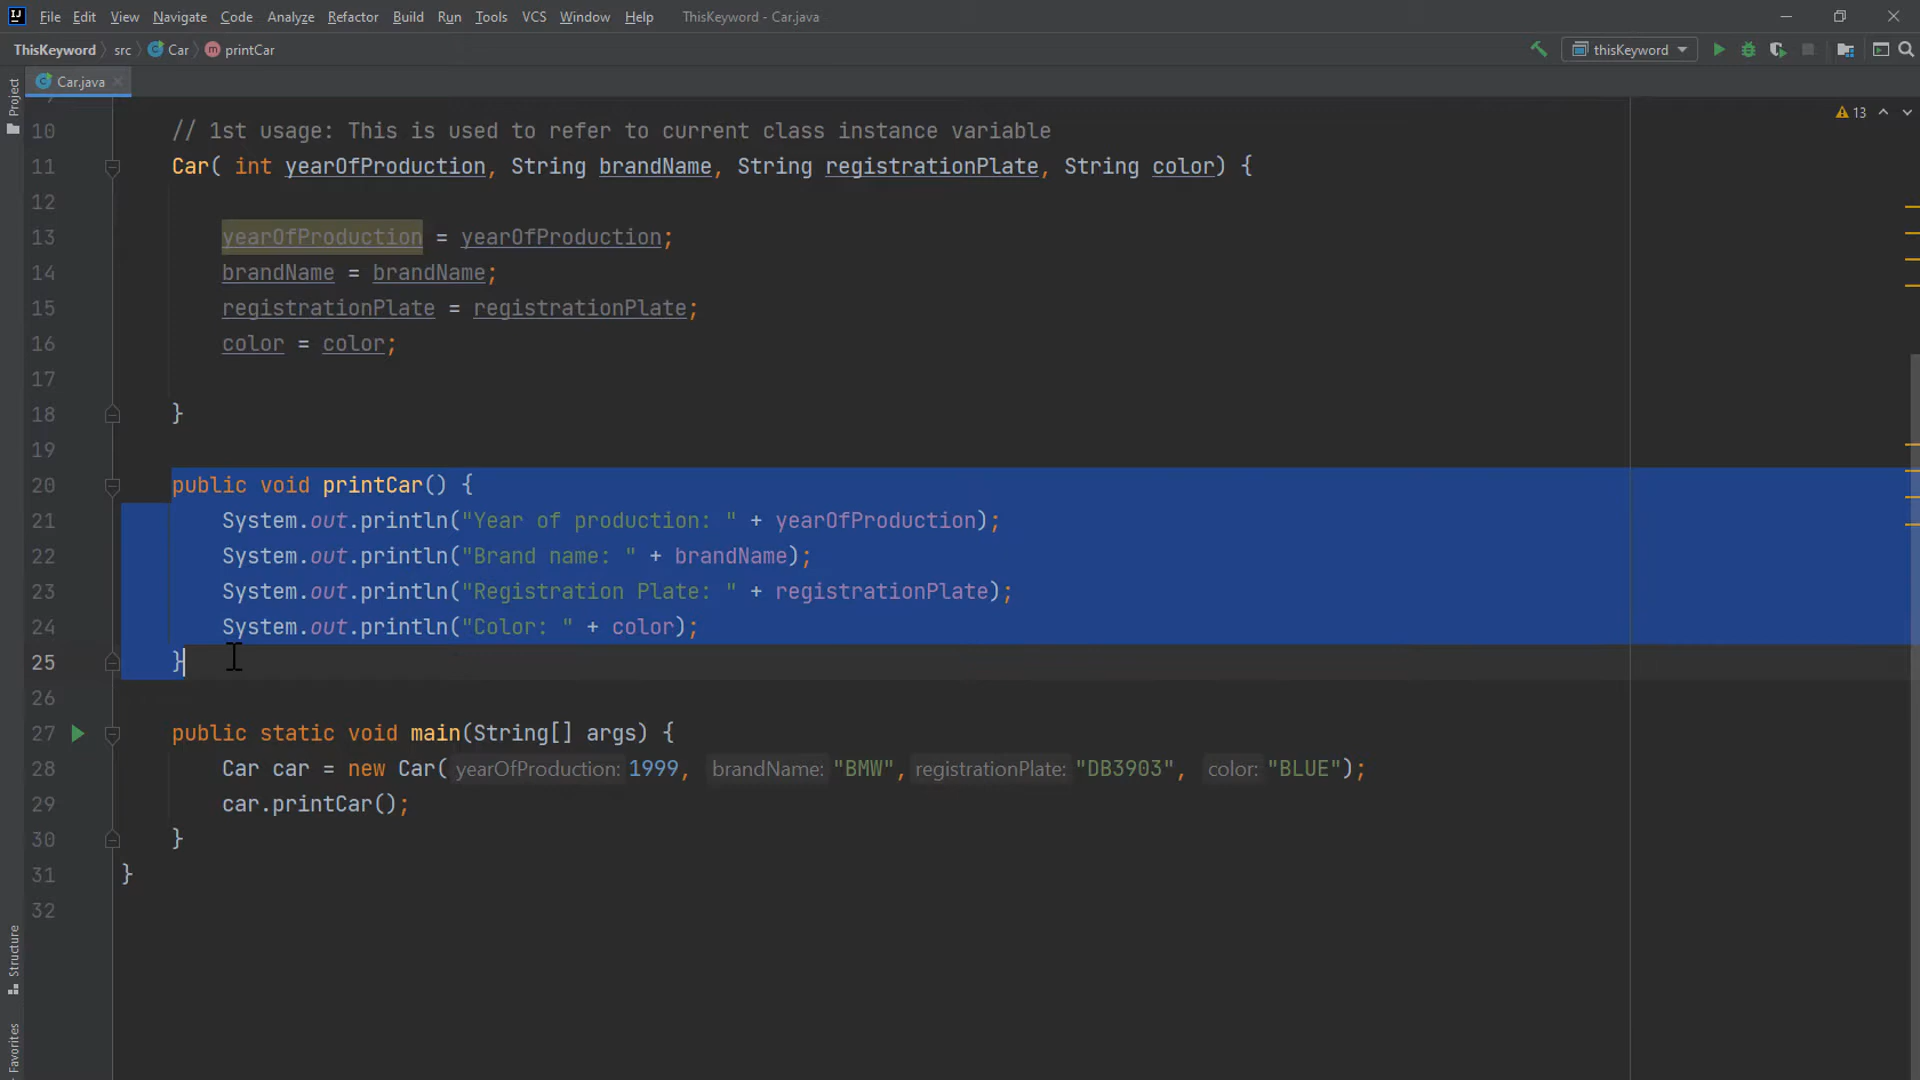 File Edit View Navigate Code Analyze Refactor Build Run Tools VCS Window Help ThisKeyword - Car.java
ThisKeyword src Car m printCar thisKeyword
Project
Car.java
13
10 // 1st usage: This is used to refer to current class instance variable
11 Car( int yearOfProduction, String brandName, String registrationPlate, String color) {
12
13 yearOfProduction = yearOfProduction;
14 brandName = brandName;
15 registrationPlate = registrationPlate;
16 color = color;
17
18 }
19
20 public void printCar() {
21 System.out.println("Year of production: " + yearOfProduction);
22 System.out.println("Brand name: " + brandName);
23 System.out.println("Registration Plate: " + registrationPlate);
24 System.out.println("Color: " + color);
25 }
26
27 public static void main(String[] args) {
28 Car car = new Car( yearOfProduction: 1999, brandName: "BMW", registrationPlate: "DB3903", color: "BLUE");
29 car.printCar();
30 }
31 }
32
Structure
Favorites